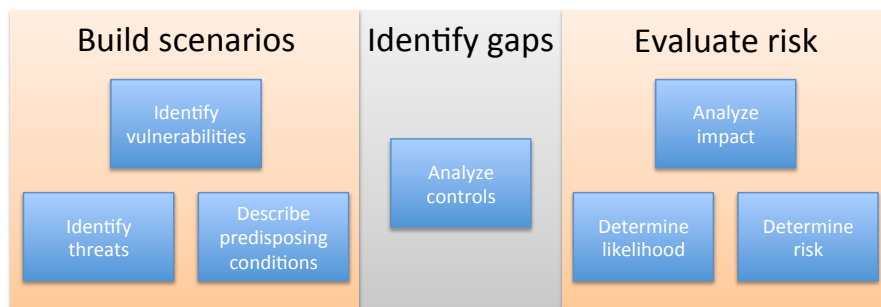 Build scenarios
Identify
vulnerabilities
Identify
threats
Describe
predisposing
conditions
Identify gaps
Analyze
controls
Evaluate risk
Analyze
impact
Determine
likelihood
Determine
risk